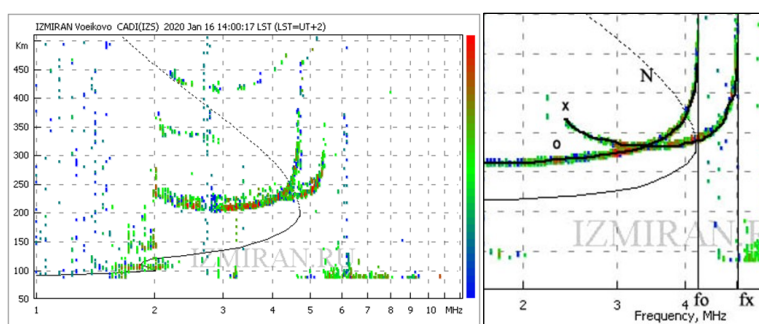 IZMIRAN Voeikovo CADI(IZS) 2020 Jan 16 14:00:17 LST (LST=UT+2)
Km
450
400
350
300
250
200
150
100
50
1 2 3 4 5 6 7 8 9 10 MHz
IZMIRAN.RU
N
x
o
IZMIRAN.R
2 3 4 fo fx
Frequency, MHz